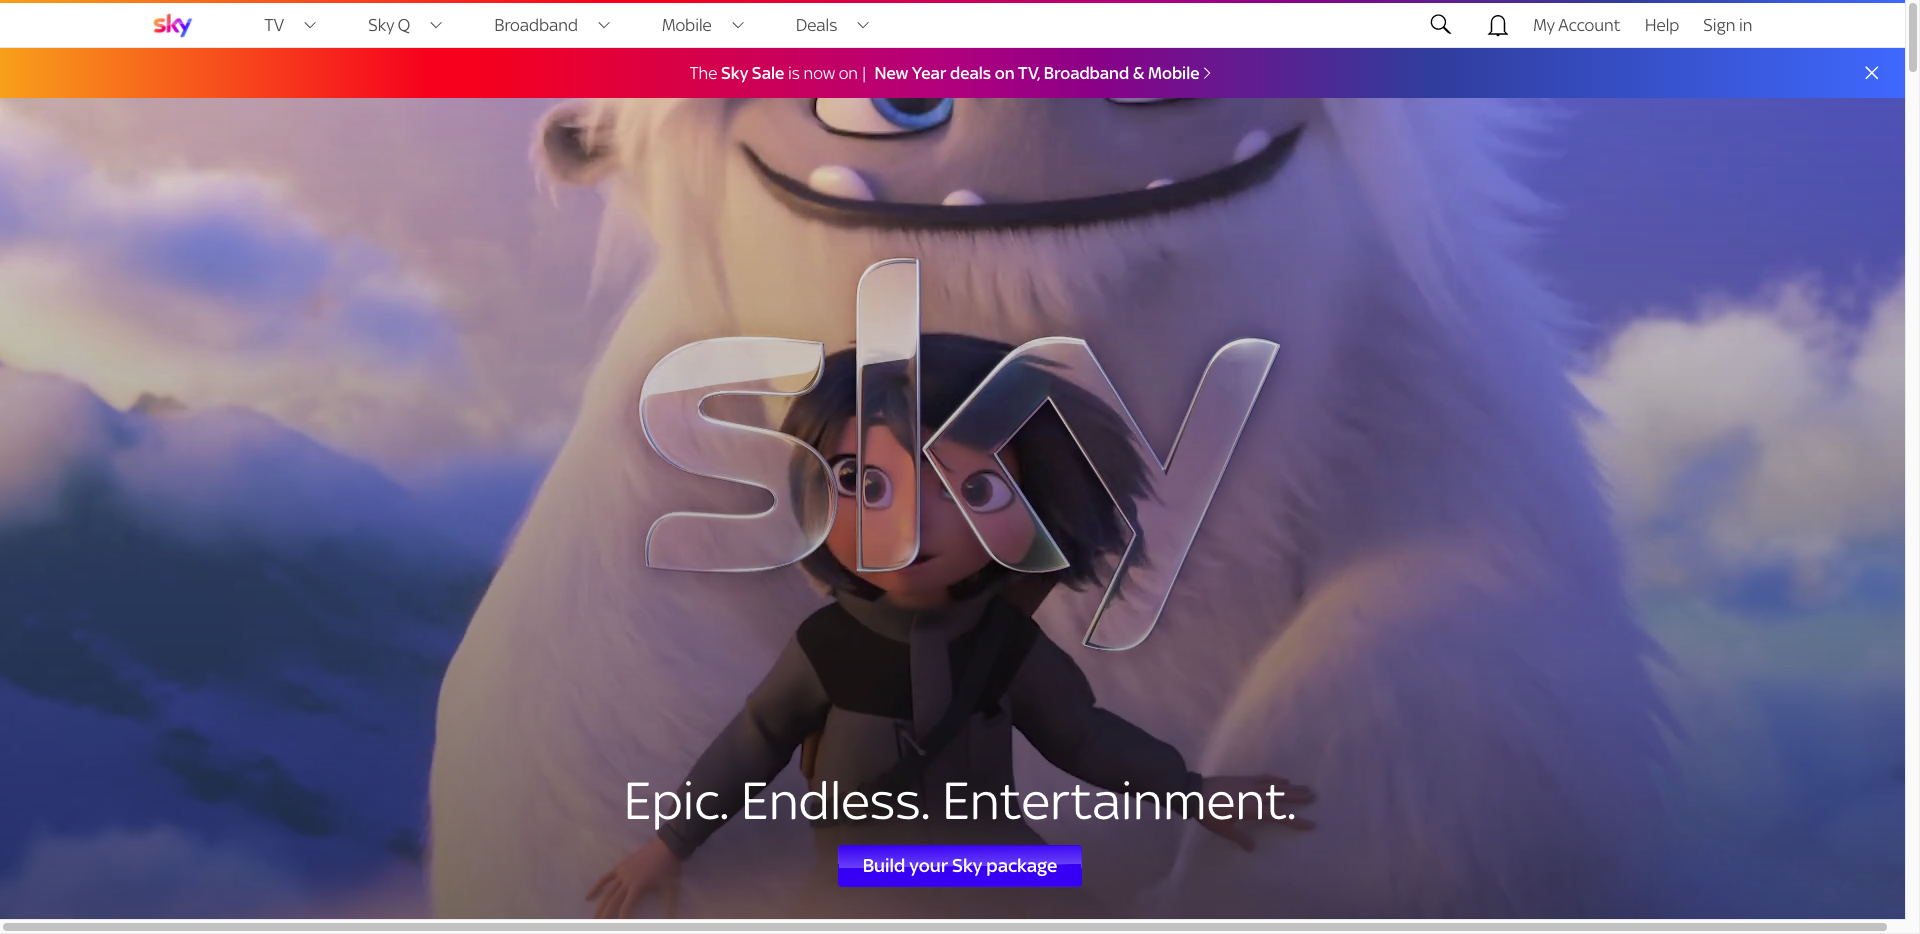 sky TV Sky Q Broadband Mobile Deals My Account Help Sign in
The Sky Sale is now on | New Year deals on TV, Broadband & Mobile
sky
Epic. Endless. Entertainment.
Build your Sky package